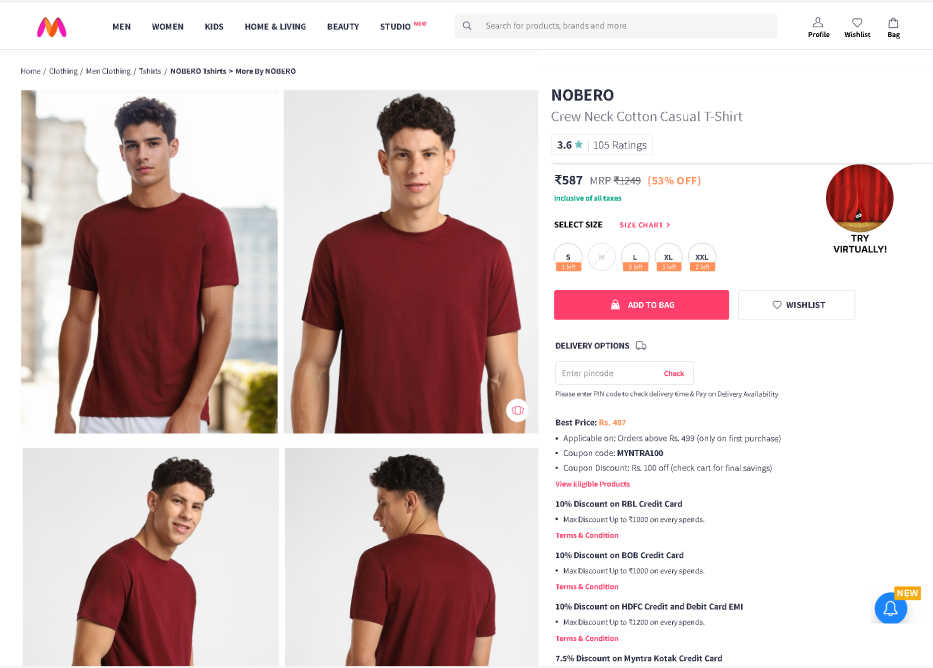 MEN WOMEN KIDS HOME & LIVING BEAUTY STUDIO NEW
Search for products, brands and more
Profile Wishlist Bag
Home / Clothing / Men Clothing / Tshirts / NOBERO Tshirts > More By NOBERO
NOBERO
Crew Neck Cotton Casual T-Shirt
3.6 ★ | 105 Ratings
₹587 MRP ₹1249 (53% OFF)
inclusive of all taxes
SELECT SIZE SIZE CHART >
S M L XL XXL
1 left 3 left 3 left 2 left
TRY
VIRTUALLY!
ADD TO BAG WISHLIST
DELIVERY OPTIONS
Enter pincode Check
Please enter PIN code to check delivery time & Pay on Delivery Availability
Best Price: Rs. 487
• Applicable on: Orders above Rs. 499 (only on first purchase)
• Coupon code: MYNTRA100
• Coupon Discount: Rs. 100 off (check cart for final savings)
View Eligible Products
10% Discount on RBL Credit Card
• Max Discount Up to ₹1000 on every spends.
Terms & Condition
10% Discount on BOB Credit Card
• Max Discount Up to ₹1000 on every spends.
Terms & Condition
NEW
10% Discount on HDFC Credit and Debit Card EMI
• Max Discount Up to ₹1200 on every spends.
Terms & Condition
7.5% Discount on Myntra Kotak Credit Card